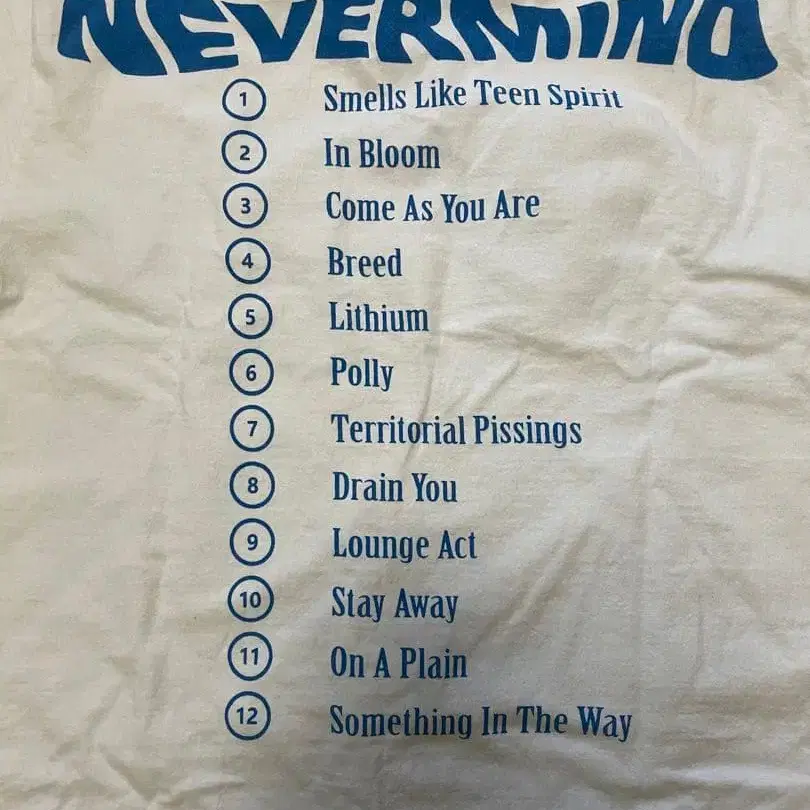 NEVERMIND
1 Smells Like Teen Spirit
2 In Bloom
3 Come As You Are
4 Breed
5 Lithium
6 Polly
7 Territorial Pissings
8 Drain You
9 Lounge Act
10 Stay Away
11 On A Plain
12 Something In The Way